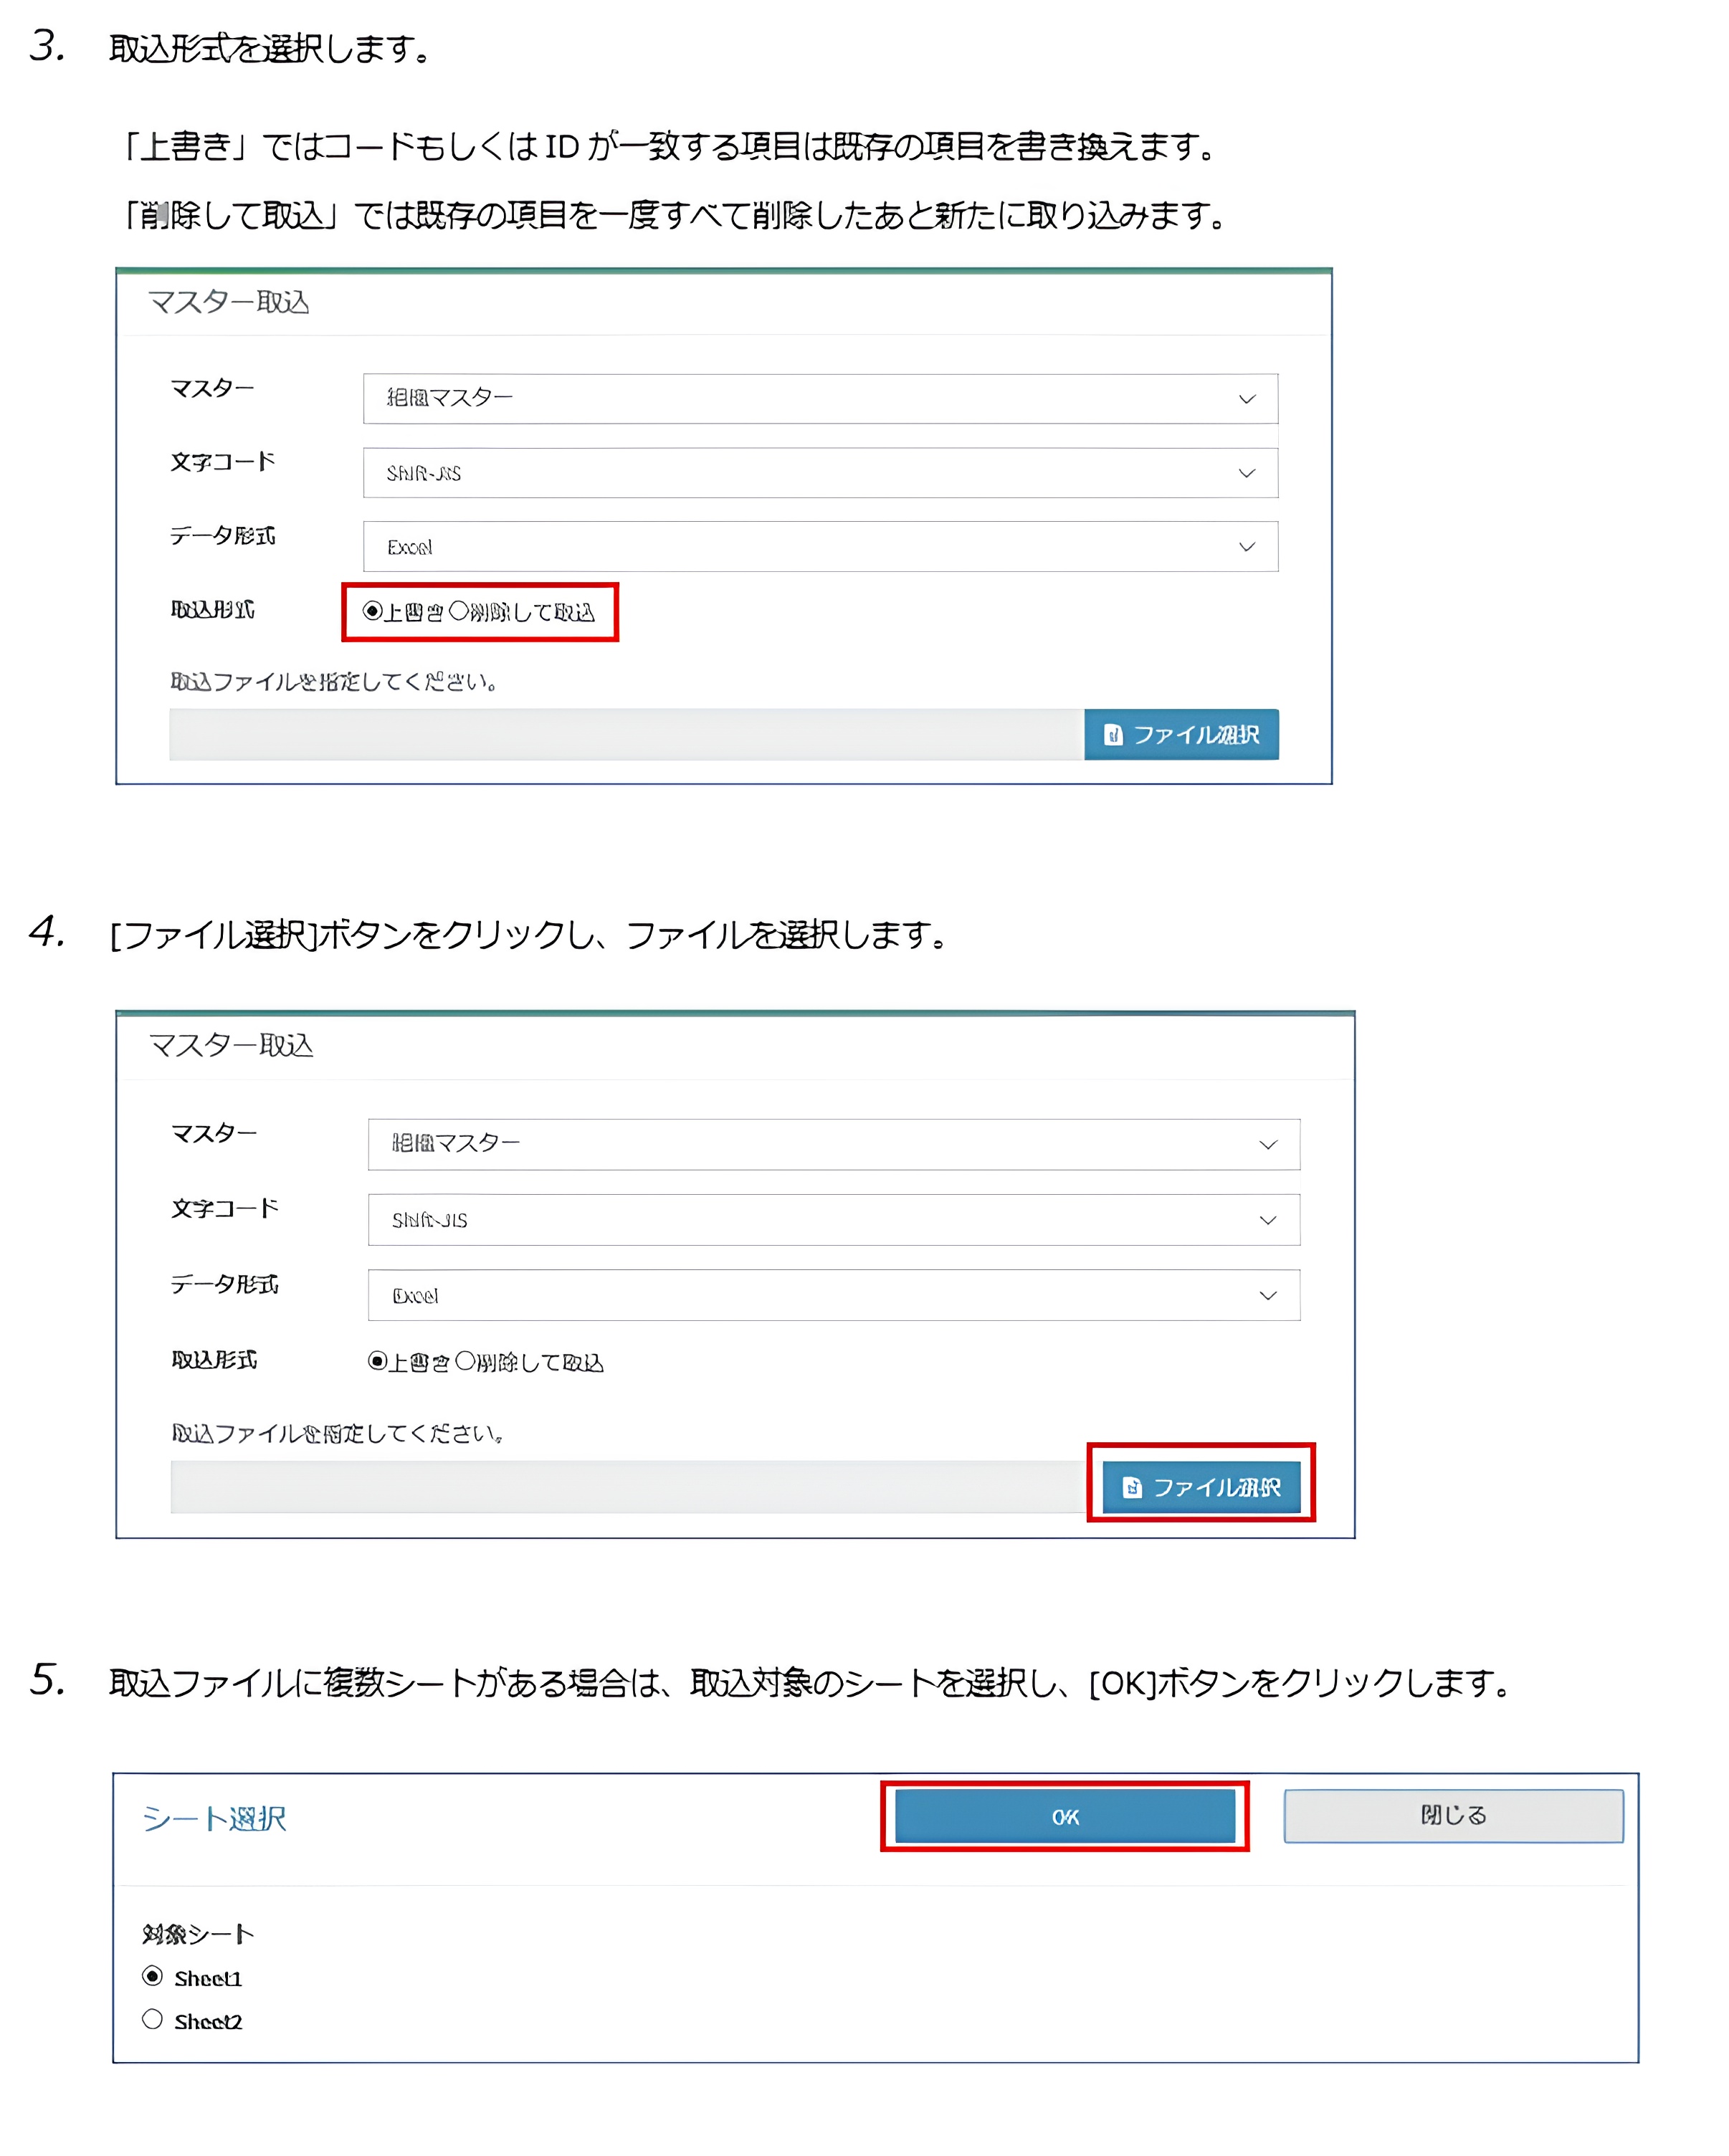 3. 取込形式を選択します。
「上書き」ではコードもしくは ID が一致する項目は既存の項目を書き換えます。
「削除して取込」では既存の項目を一度すべて削除したあと新たに取り込みます。
マスター取込
マスター
組織マスター
文字コード
Shift-JIS
データ形式
Excel
取込形式
上書き 削除して取込
取込ファイルを指定してください。
ファイル選択
4. [ファイル選択]ボタンをクリックし、ファイルを選択します。
マスター取込
マスター
組織マスター
文字コード
Shift-JIS
データ形式
Excel
取込形式
上書き 削除して取込
取込ファイルを指定してください。
ファイル選択
5. 取込ファイルに複数シートがある場合は、取込対象のシートを選択し、[OK]ボタンをクリックします。
シート選択
OK
閉じる
対象シート
Sheet1
Sheet2